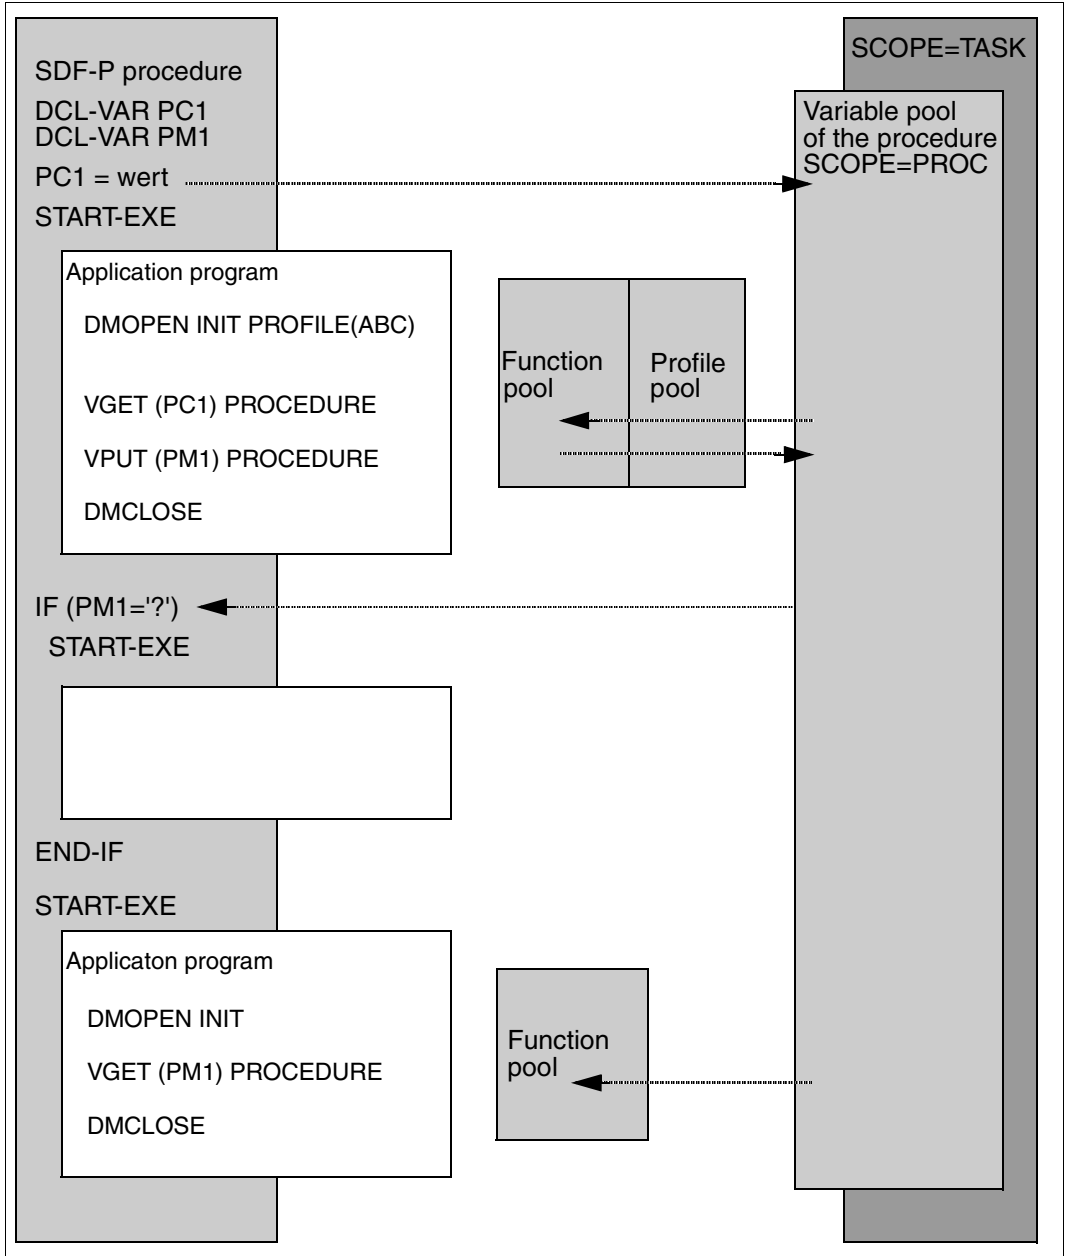 SCOPE=TASK
SDF-P procedure
DCL-VAR PC1
DCL-VAR PM1
PC1 = wert
START-EXE
Variable pool
of the procedure
SCOPE=PROC
Application program
DMOPEN INIT PROFILE(ABC)
VGET (PC1) PROCEDURE
VPUT (PM1) PROCEDURE
DMCLOSE
Function
pool
Profile
pool
IF (PM1='?')
START-EXE
END-IF
START-EXE
Applicaton program
DMOPEN INIT
VGET (PM1) PROCEDURE
DMCLOSE
Function
pool